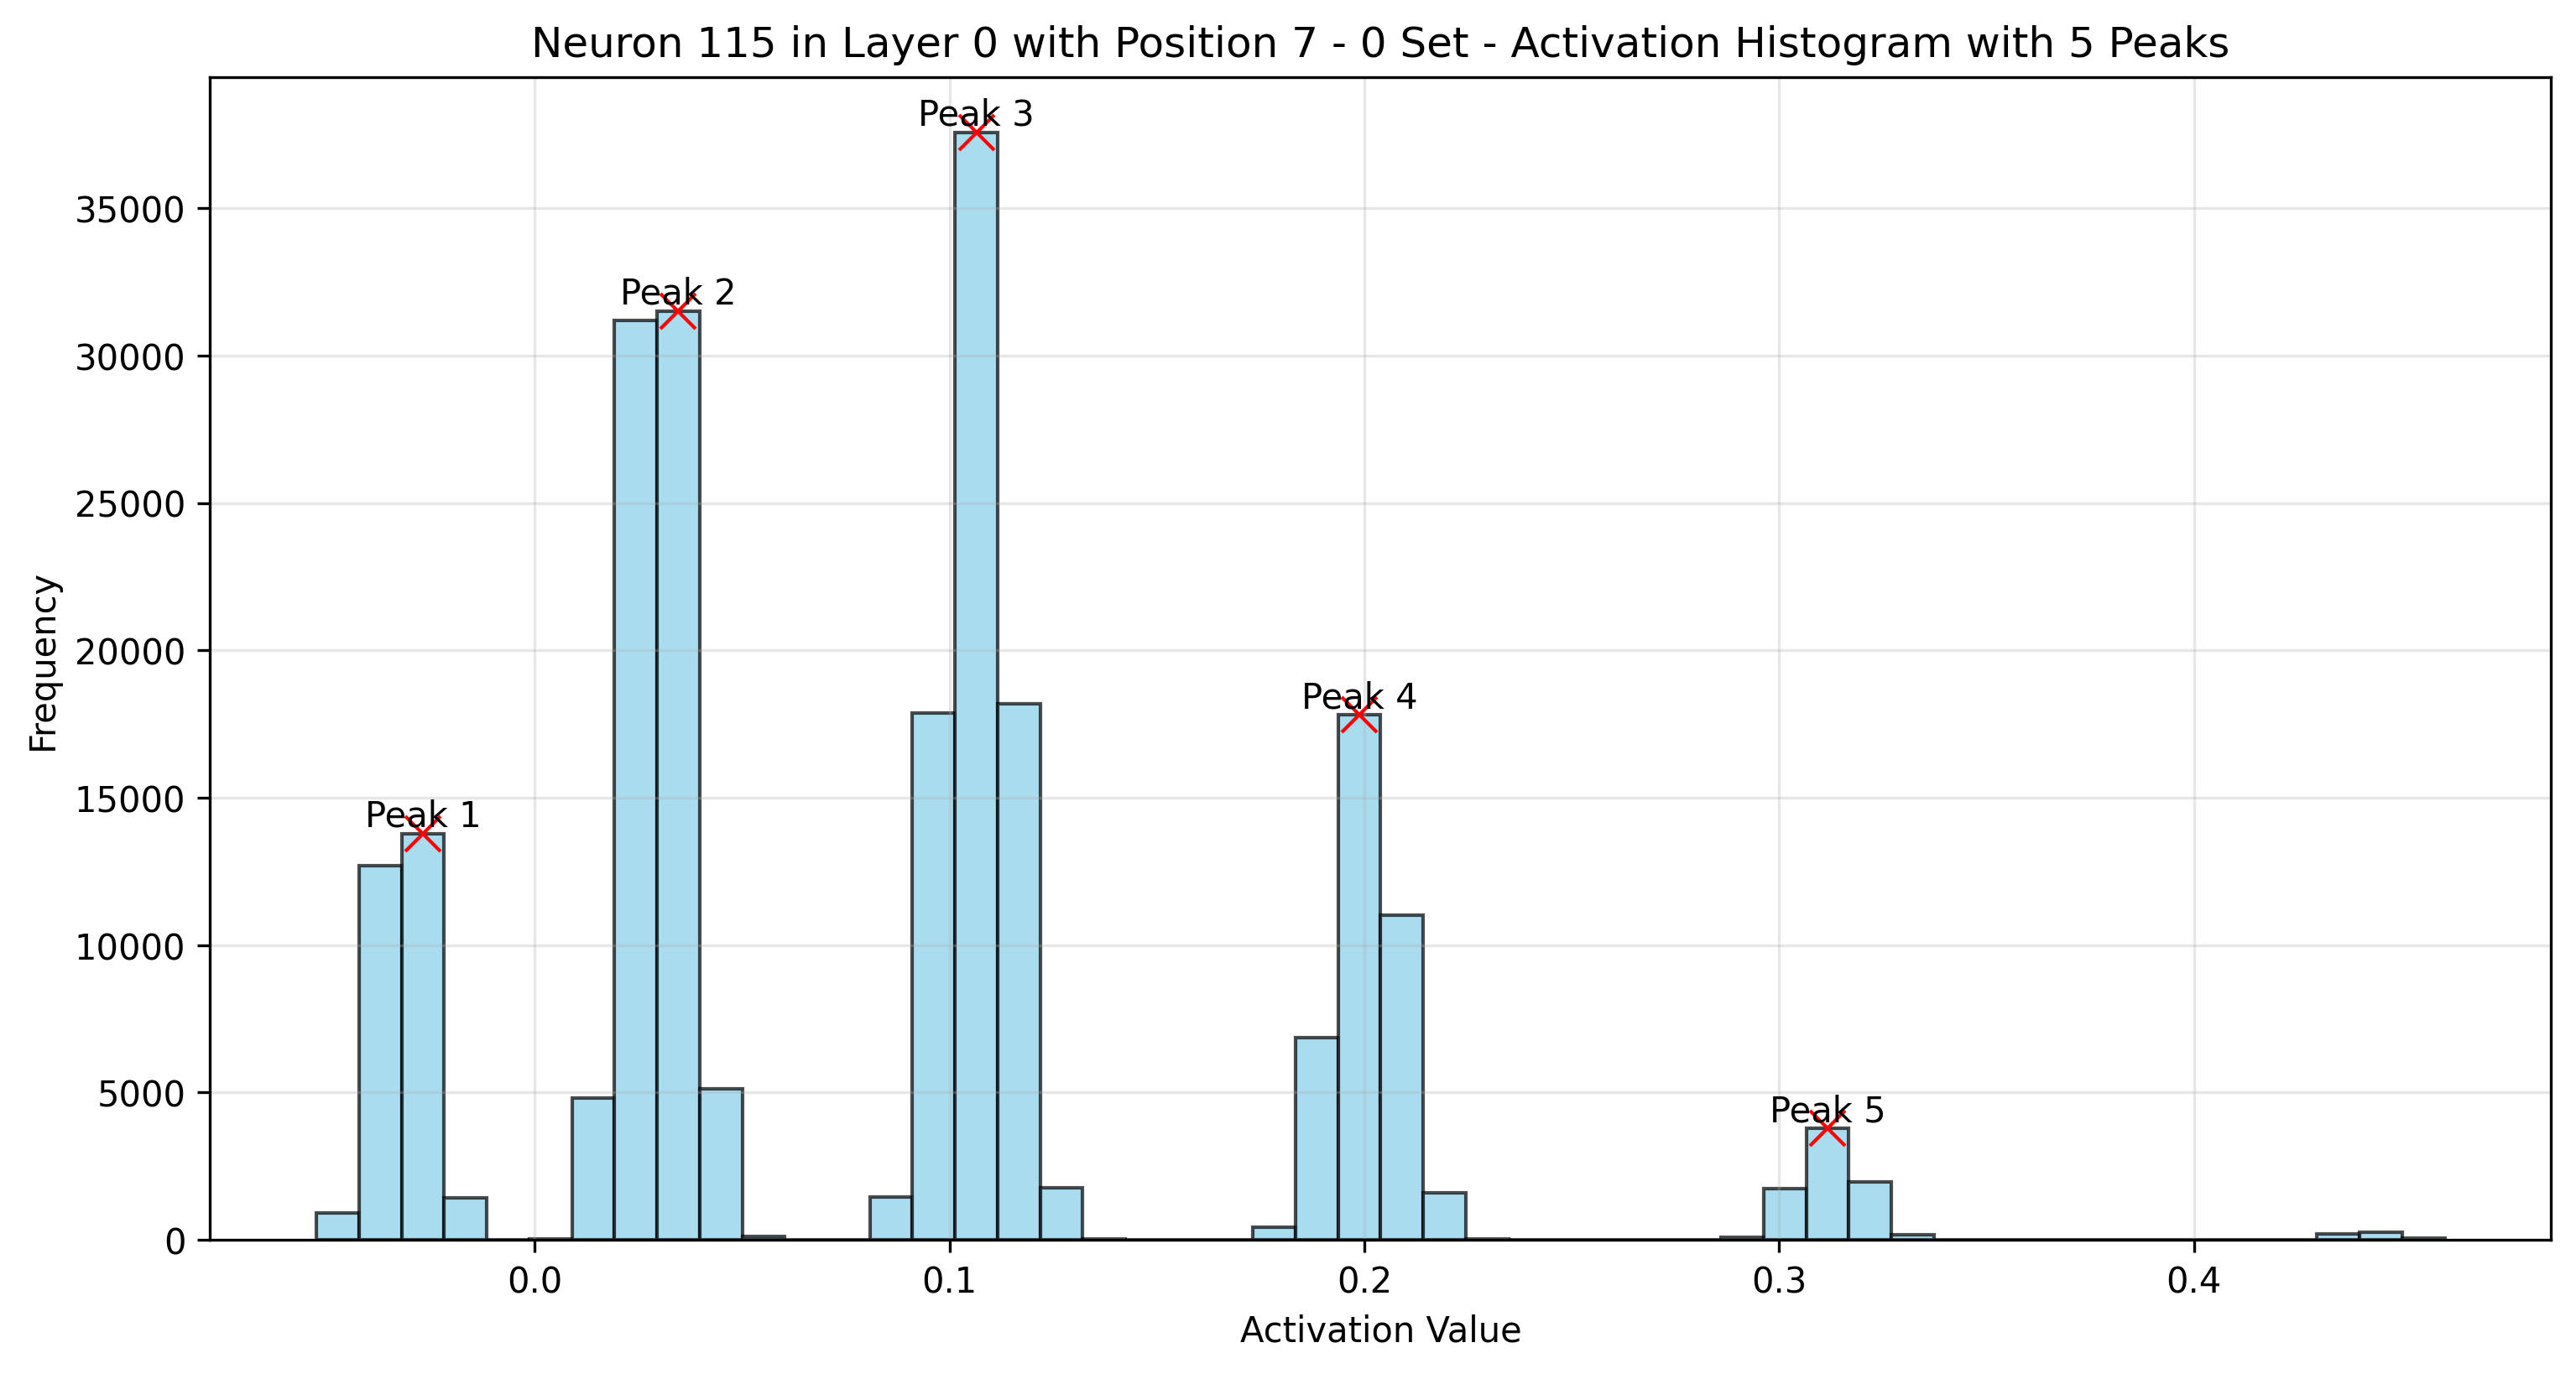 Neuron 115 in Layer 0 with Position 7 - 0 Set - Activation Histogram with 5 Peaks
Peak 3
Peak 2
Peak 4
Peak 1
Peak 5
35000
30000
25000
20000
15000
10000
5000
0
Frequency
0.0
0.1
0.2
0.3
0.4
Activation Value